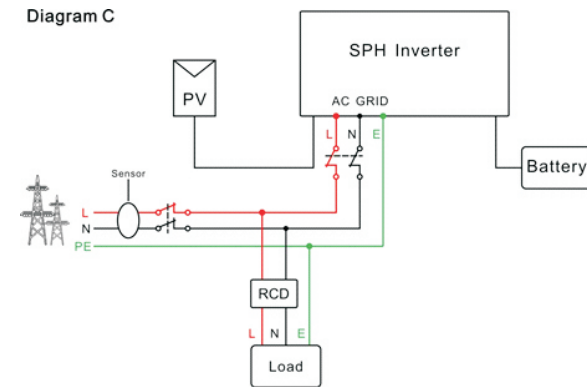 Diagram C
SPH Inverter
PV
AC GRID
L N E
Battery
Sensor
L
N
PE
RCD
L N E
Load